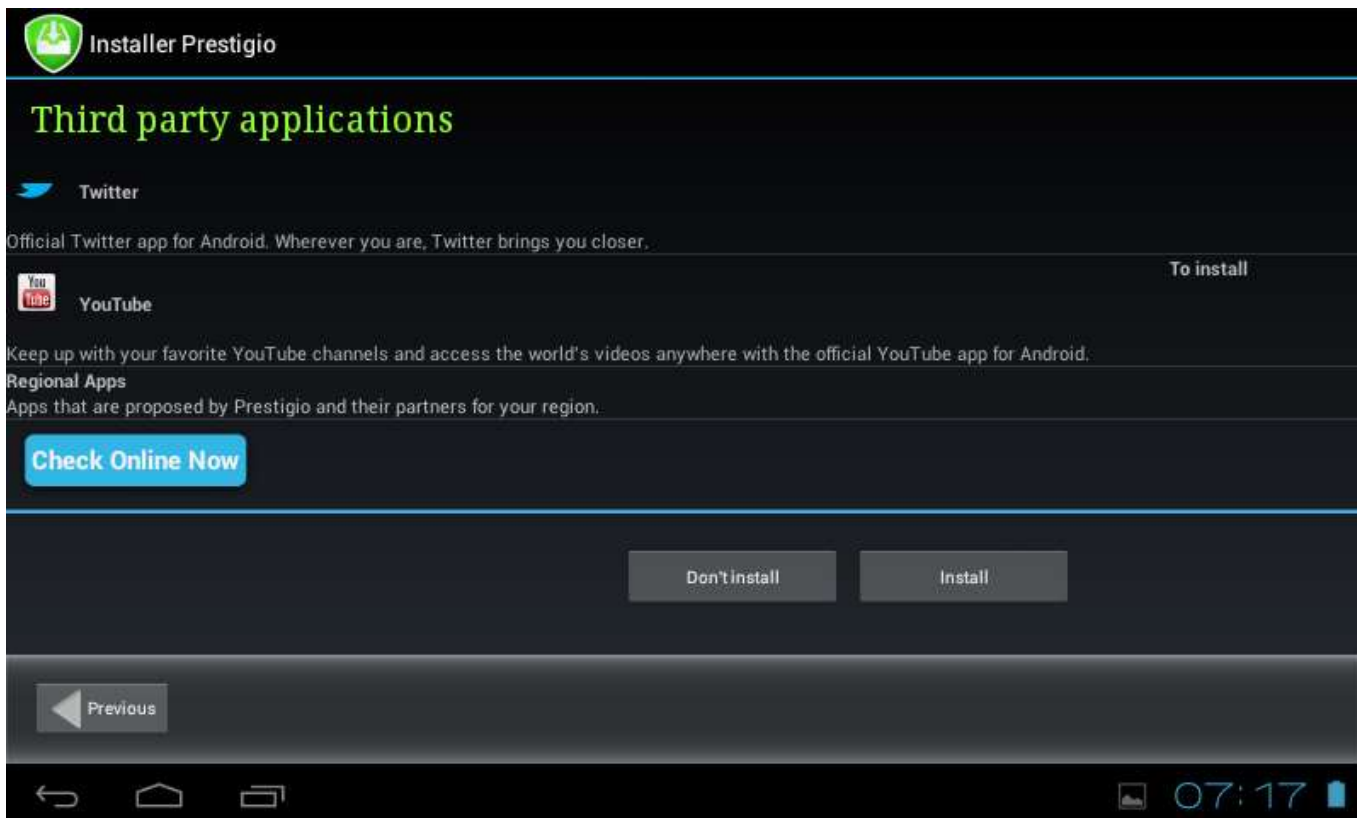 Installer Prestigio
Third party applications
Twitter
Official Twitter app for Android. Wherever you are, Twitter brings you closer.
To install
You
Tube
YouTube
Keep up with your favorite YouTube channels and access the world's videos anywhere with the official YouTube app for Android.
Regional Apps
Apps that are proposed by Prestigio and their partners for your region.
Check Online Now
Don't install
Install
Previous
07:17